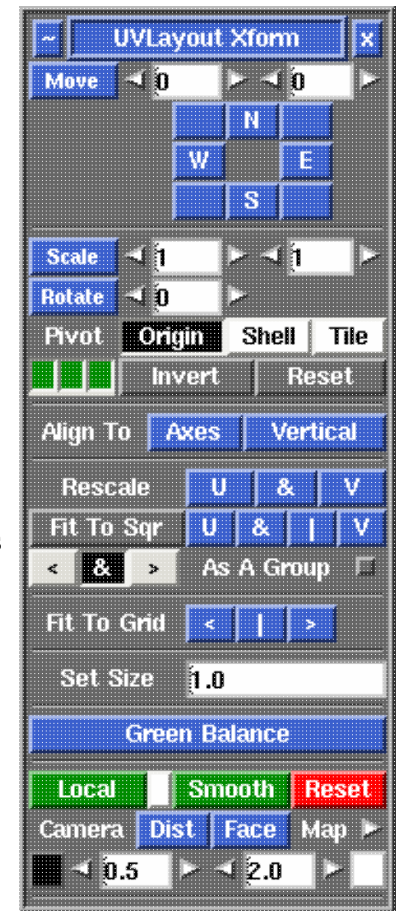 ~ UVLayout Xform x
Move 0 0
N
W E
S
Scale 1 1
Rotate 0
Pivot Origin Shell Tile
Invert Reset
Align To Axes Vertical
Rescale U & V
Fit To Sqr U & | V
< & > As A Group
Fit To Grid < | >
Set Size 1.0
Green Balance
Local Smooth Reset
Camera Dist Face Map
0.5 2.0